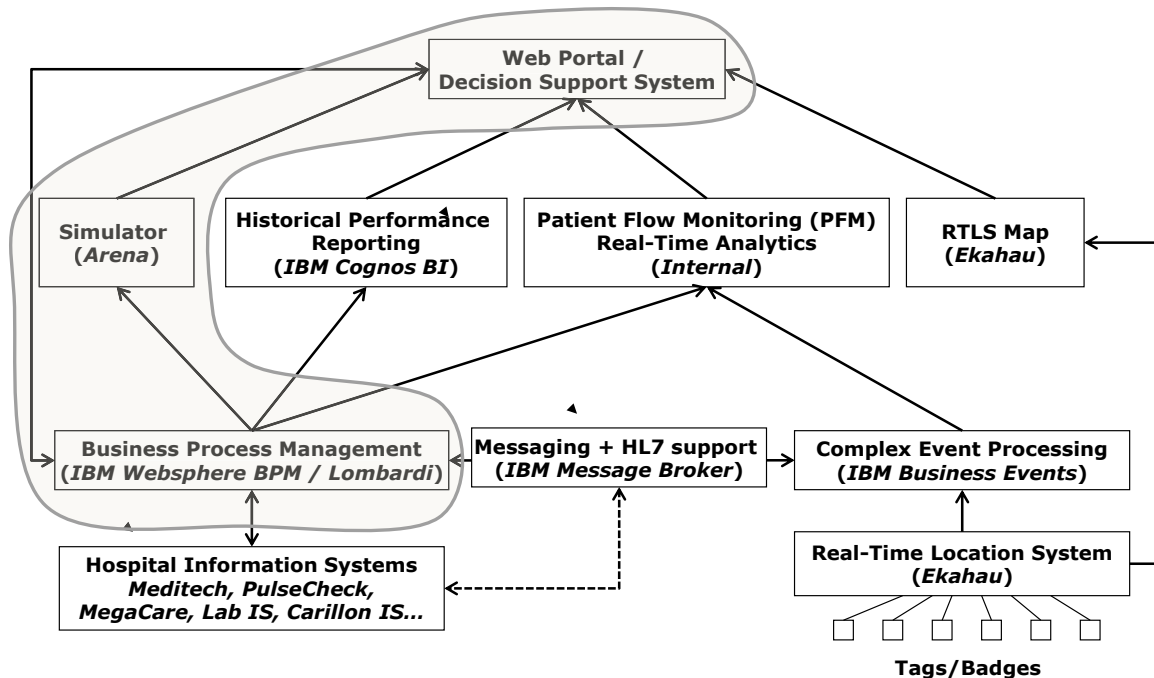 Web Portal /
Decision Support System
Simulator
(Arena)
Historical Performance
Reporting
(IBM Cognos BI)
Patient Flow Monitoring (PFM)
Real-Time Analytics
(Internal)
RTLS Map
(Ekahau)
Business Process Management
(IBM Websphere BPM / Lombardi)
Messaging + HL7 support
(IBM Message Broker)
Complex Event Processing
(IBM Business Events)
Hospital Information Systems
Meditech, PulseCheck,
MegaCare, Lab IS, Carillon IS...
Real-Time Location System
(Ekahau)
Tags/Badges